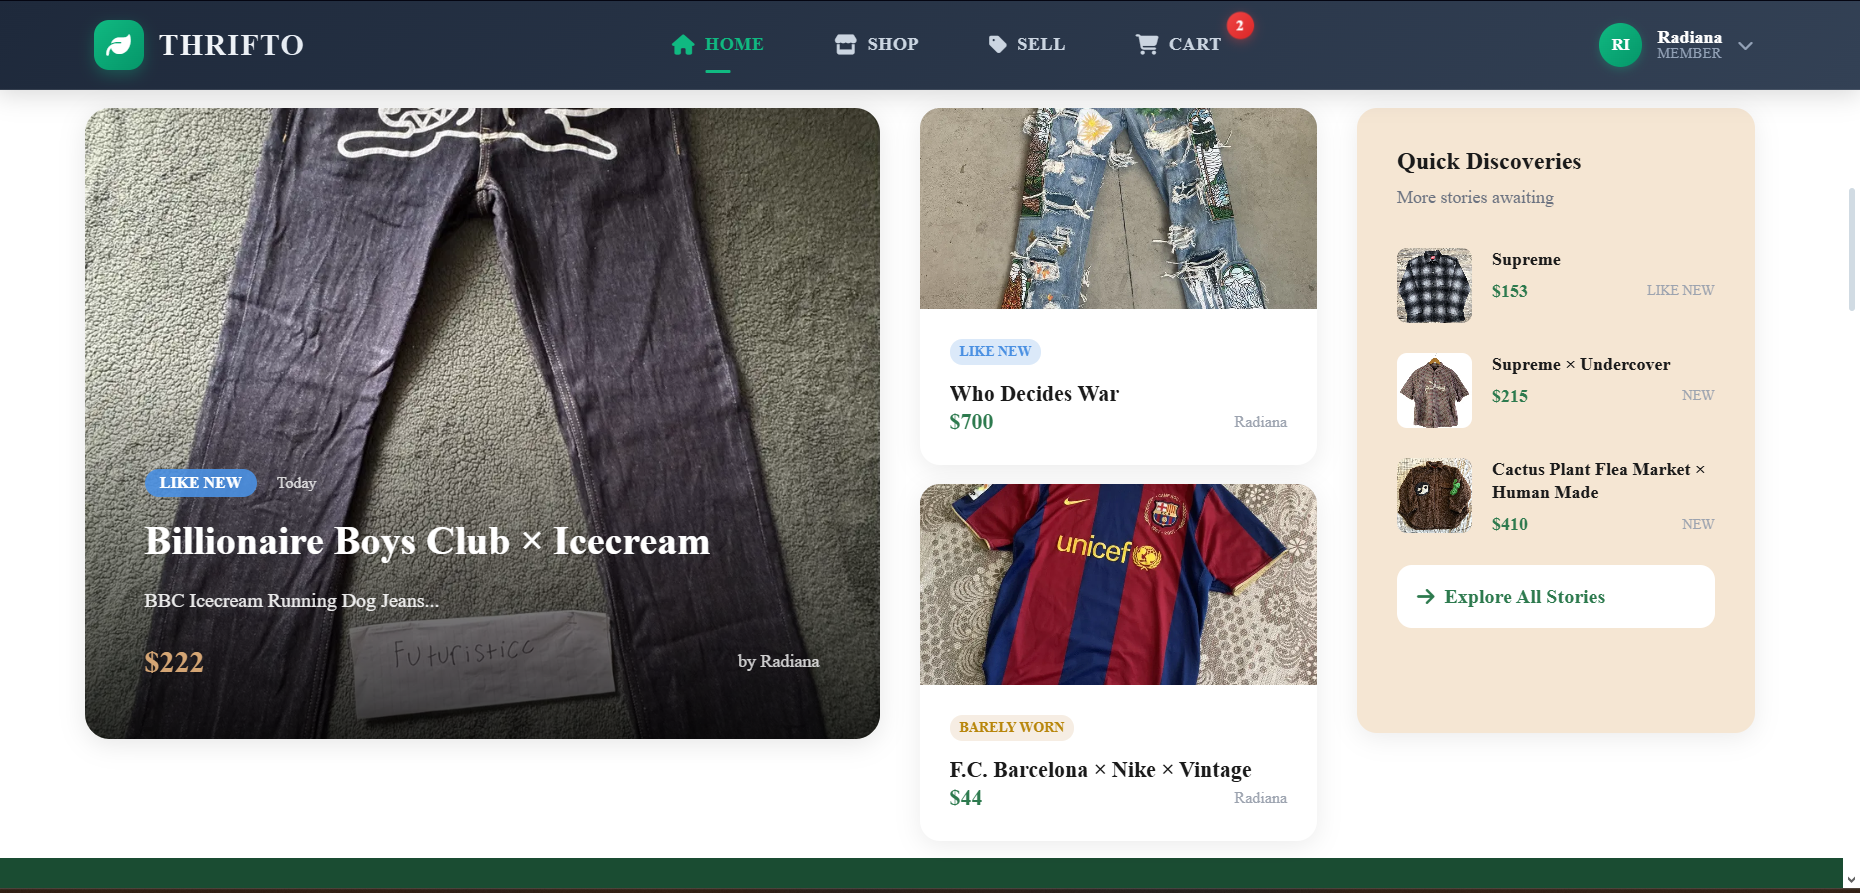 THRIFTO
HOME
SHOP
SELL
CART
2
RI
Radiana
MEMBER
LIKE NEW
Today
Billionaire Boys Club × Icecream
BBC Icecream Running Dog Jeans...
Futuristicc
$222
by Radiana
LIKE NEW
Who Decides War
$700
Radiana
unicef
BARELY WORN
F.C. Barcelona × Nike × Vintage
$44
Radiana
Quick Discoveries
More stories awaiting
Supreme
$153
LIKE NEW
Supreme × Undercover
$215
NEW
Cactus Plant Flea Market ×
Human Made
$410
NEW
Explore All Stories